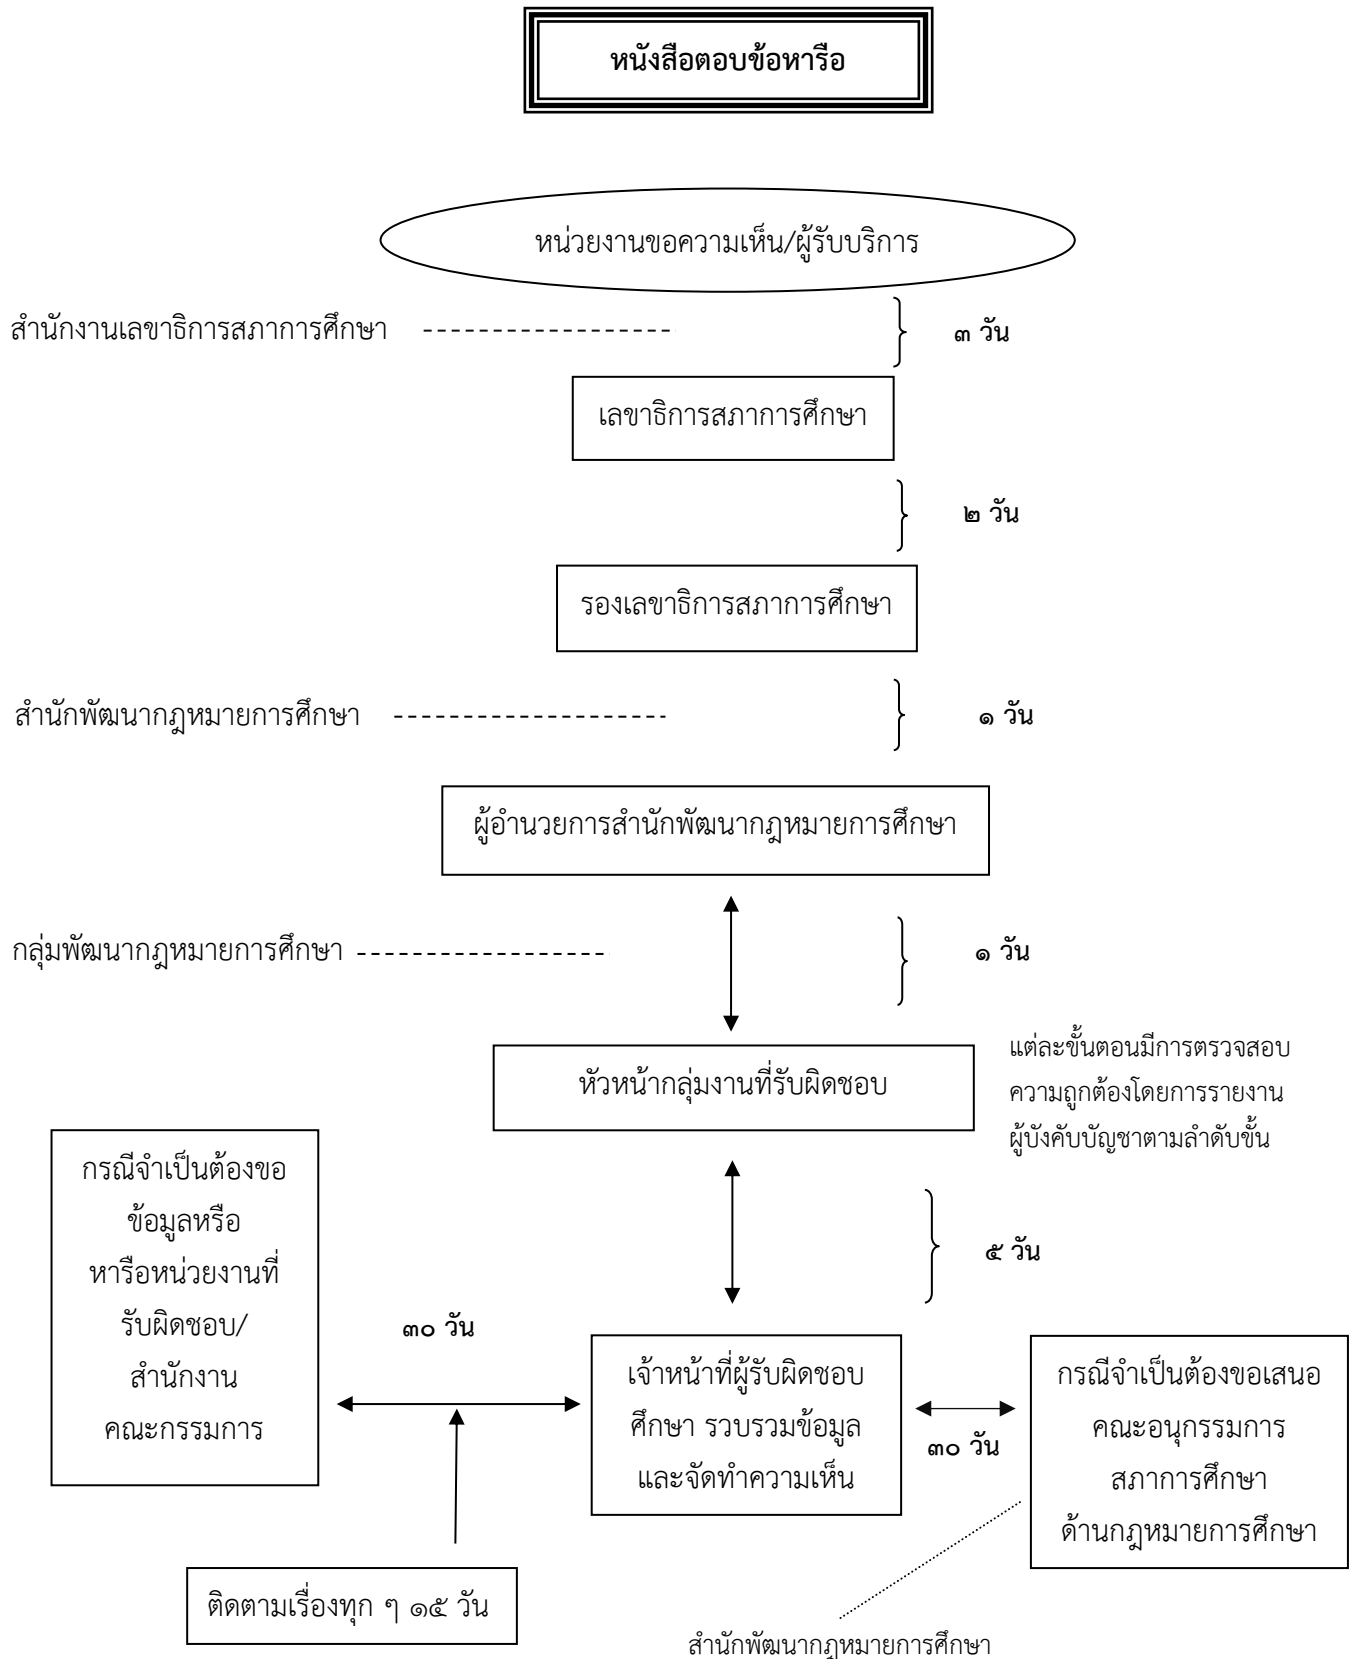 หนังสือตอบข้อหารือ
หน่วยงานขอความเห็น/ผู้รับบริการ
สำนักงานเลขาธิการสภาการศึกษา
๓ วัน
เลขาธิการสภาการศึกษา
๒ วัน
รองเลขาธิการสภาการศึกษา
สำนักพัฒนากฎหมายการศึกษา
๑ วัน
ผู้อำนวยการสำนักพัฒนากฎหมายการศึกษา
กลุ่มพัฒนากฎหมายการศึกษา
๑ วัน
หัวหน้ากลุ่มงานที่รับผิดชอบ
แต่ละขั้นตอนมีการตรวจสอบ
ความถูกต้องโดยการรายงาน
ผู้บังคับบัญชาตามลำดับขั้น
๕ วัน
กรณีจำเป็นต้องขอ
ข้อมูลหรือ
หารือหน่วยงานที่
รับผิดชอบ/
สำนักงาน
คณะกรรมการ
๓๐ วัน
เจ้าหน้าที่ผู้รับผิดชอบ
ศึกษา รวบรวมข้อมูล
และจัดทำความเห็น
๓๐ วัน
กรณีจำเป็นต้องขอเสนอ
คณะอนุกรรมการ
สภาการศึกษา
ด้านกฎหมายการศึกษา
ติดตามเรื่องทุก ๆ ๑๕ วัน
สำนักพัฒนากฎหมายการศึกษา